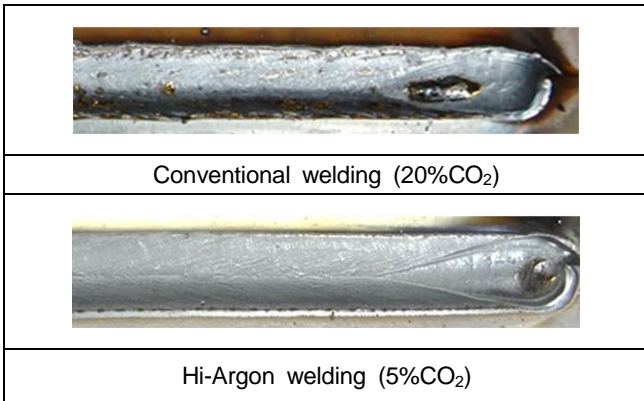 Conventional welding (20%CO₂)
Hi-Argon welding (5%CO₂)